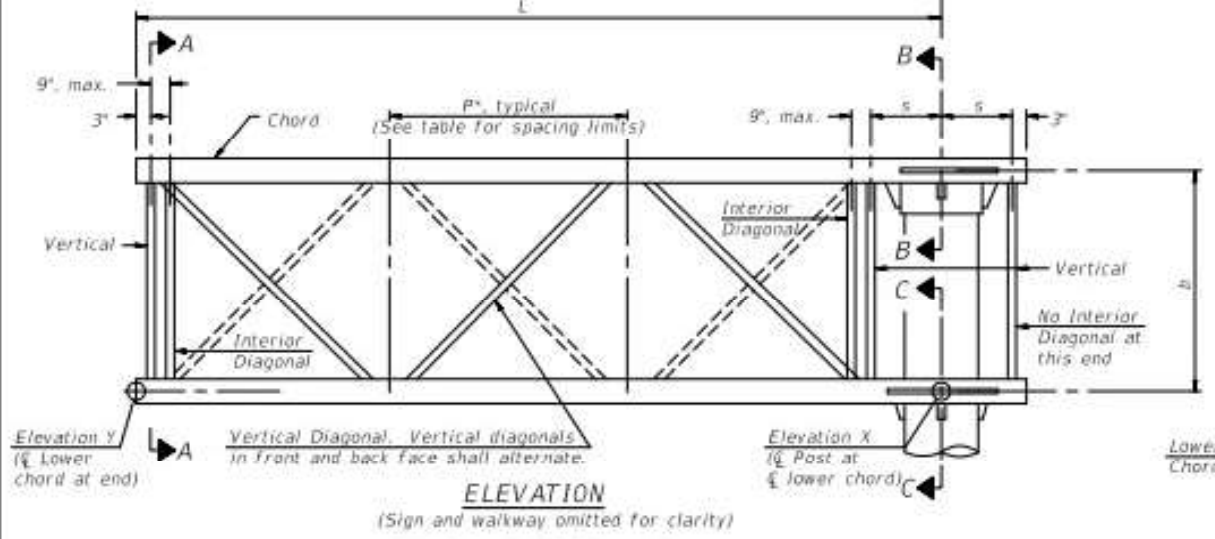 L
A
B
9", max.
3"
Chord
P*, typical
(See table for spacing limits)
9", max.
s
s
3"
Vertical
Interior
Diagonal
B
C
Vertical
b
Interior
Diagonal
No Interior
Diagonal at
this end
Elevation Y
(℄ Lower
chord at end)
A
Vertical Diagonal. Vertical diagonals
in front and back face shall alternate.
Elevation X
(℄ Post at
℄ lower chord)
C
Lower
Chord
ELEVATION
(Sign and walkway omitted for clarity)